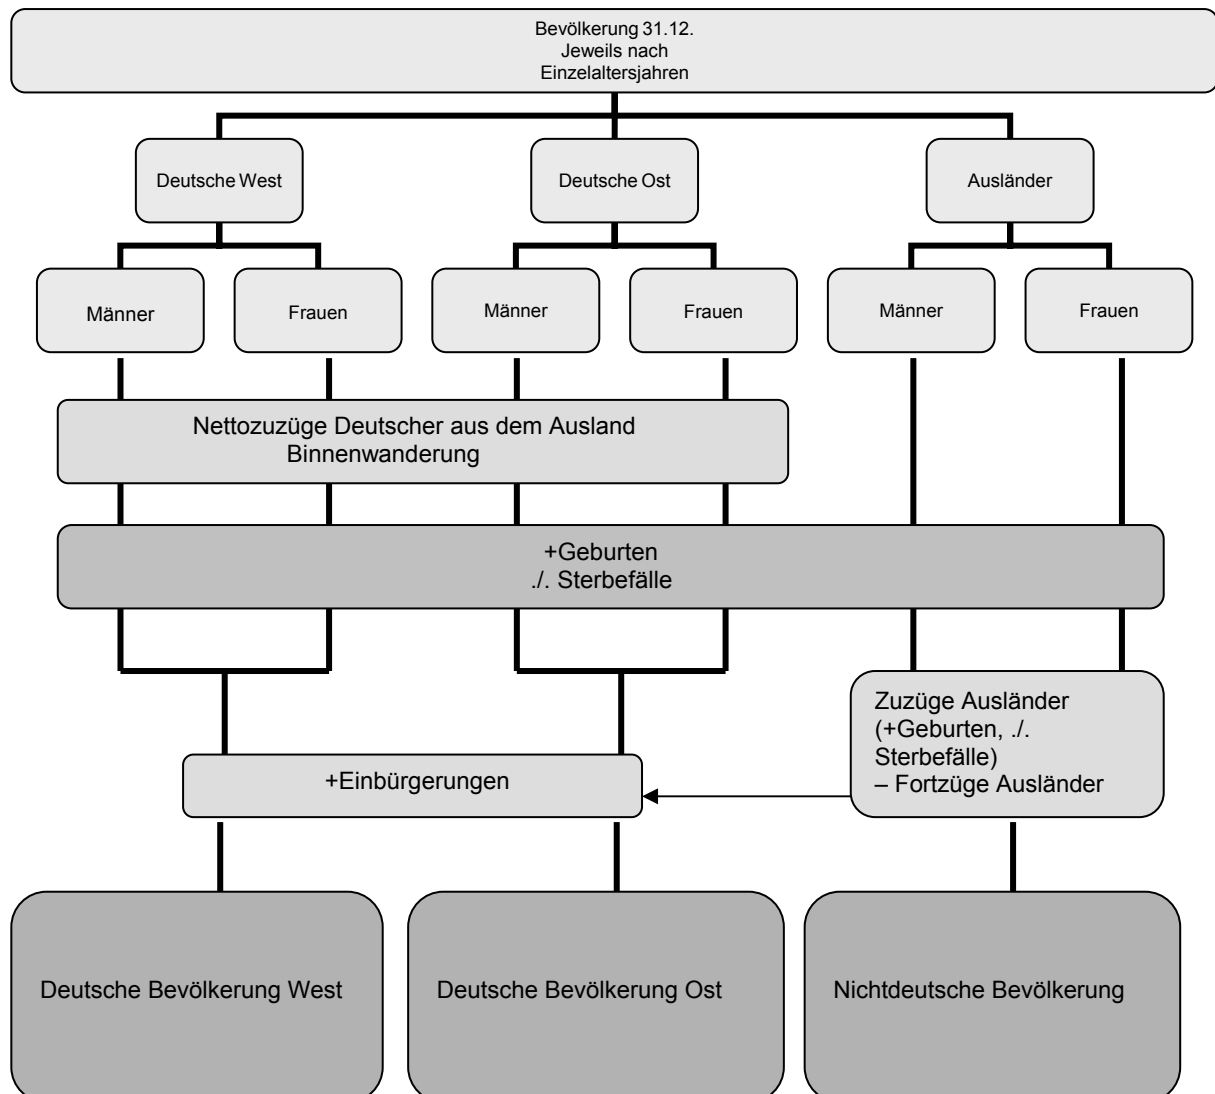 Bevölkerung 31.12.
Jeweils nach
Einzelaltersjahren
Deutsche West
Deutsche Ost
Ausländer
Männer
Frauen
Männer
Frauen
Männer
Frauen
Nettozuzüge Deutscher aus dem Ausland
Binnenwanderung
+Geburten
./. Sterbefälle
Zuzüge Ausländer
(+Geburten, ./.
Sterbefälle)
– Fortzüge Ausländer
+Einbürgerungen
Deutsche Bevölkerung West
Deutsche Bevölkerung Ost
Nichtdeutsche Bevölkerung